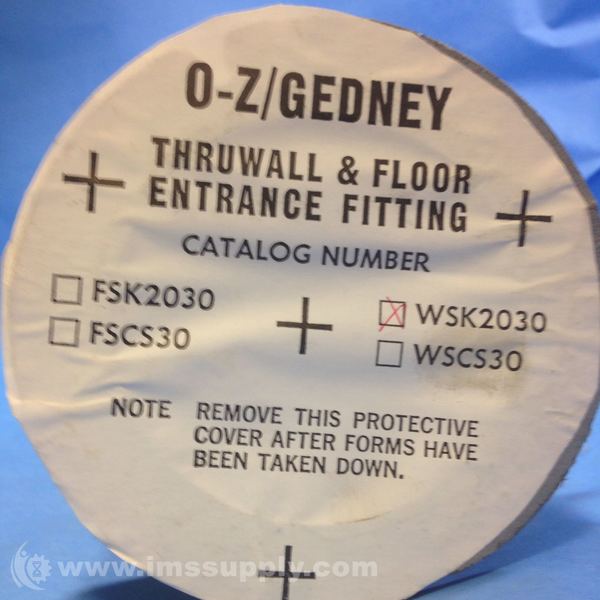 O-Z/GEDNEY
THRUWALL & FLOOR
ENTRANCE FITTING
CATALOG NUMBER
FSK2030
WSK2030
FSCS30
WSCS30
NOTE REMOVE THIS PROTECTIVE
COVER AFTER FORMS HAVE
BEEN TAKEN DOWN.
www.imssupply.com